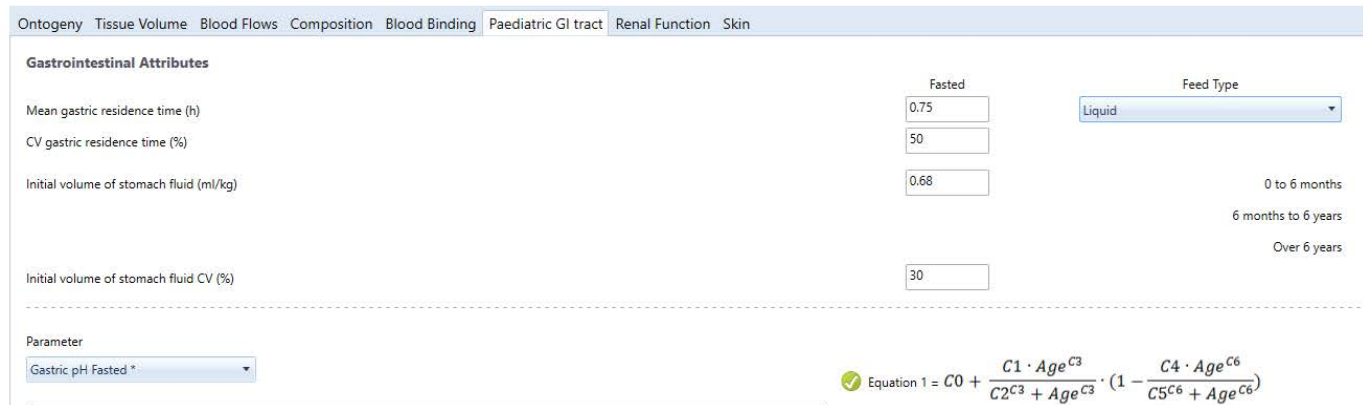 Ontogeny Tissue Volume Blood Flows Composition Blood Binding Paediatric GI tract Renal Function Skin
Gastrointestinal Attributes
Fasted Feed Type
Mean gastric residence time (h) 0.75 Liquid
CV gastric residence time (%) 50
Initial volume of stomach fluid (ml/kg) 0.68 0 to 6 months
6 months to 6 years
Over 6 years
Initial volume of stomach fluid CV (%) 30
Parameter
Gastric pH Fasted *
Equation 1 = C0 + \frac{C1 · Age^{C3}}{C2^{C3} + Age^{C3}} · (1 − \frac{C4 · Age^{C6}}{C5^{C6} + Age^{C6}})